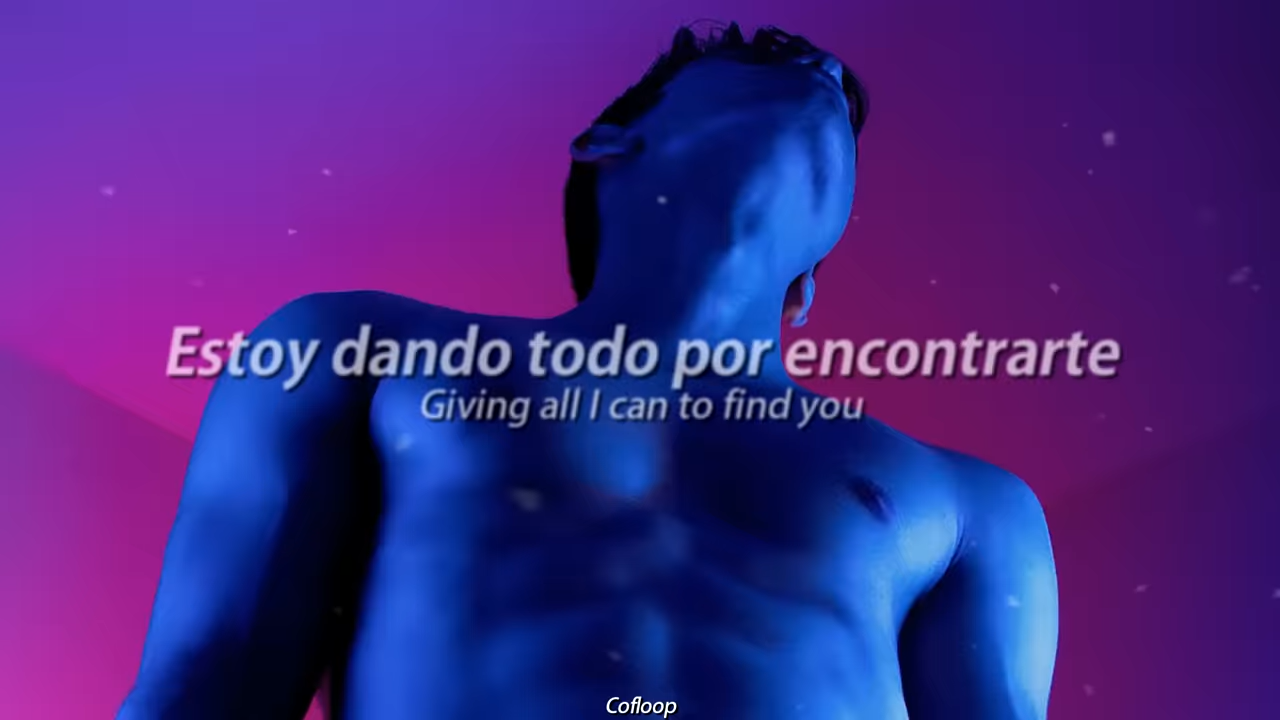 Estoy dando todo por encontrarte
Giving all I can to find you
Cofloop